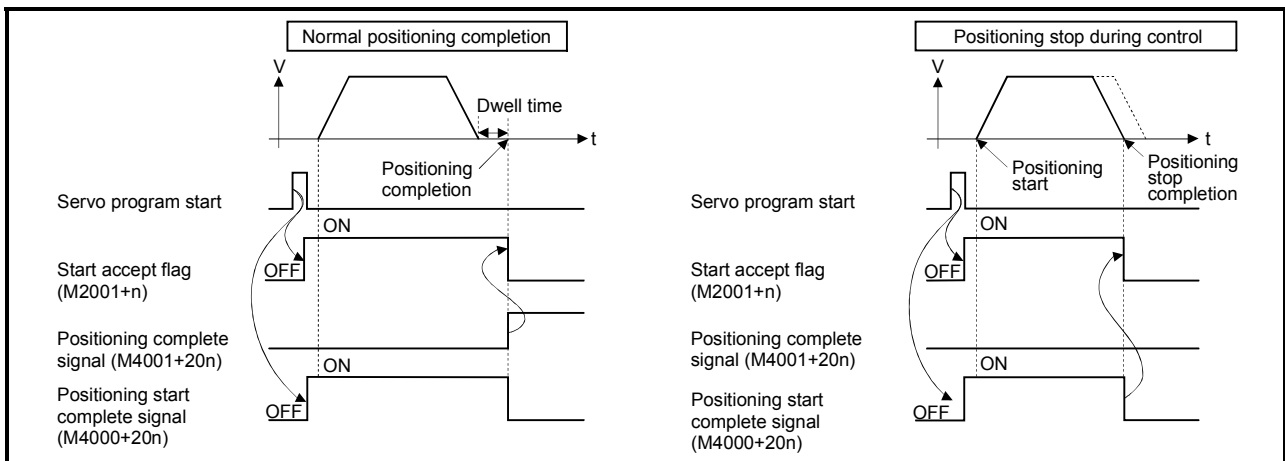 Normal positioning completion
V
Dwell time
t
Positioning
completion
Servo program start
ON
Start accept flag
(M2001+n)
OFF
Positioning complete
signal (M4001+20n)
ON
Positioning start
complete signal
(M4000+20n)
OFF
Positioning stop during control
V
t
Positioning
start
Positioning
stop
completion
Servo program start
ON
Start accept flag
(M2001+n)
OFF
Positioning complete
signal (M4001+20n)
ON
Positioning start
complete signal
(M4000+20n)
OFF